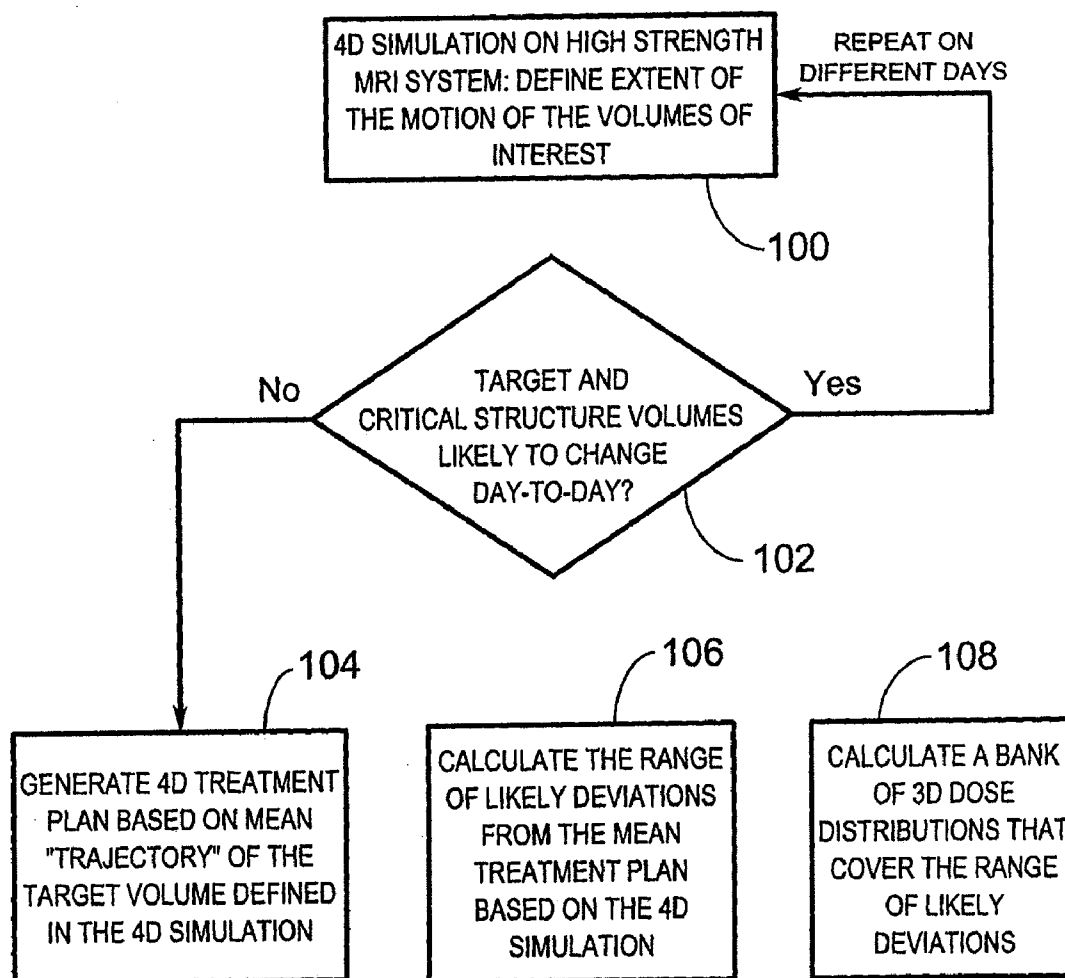 4D SIMULATION ON HIGH STRENGTH
MRI SYSTEM: DEFINE EXTENT OF
THE MOTION OF THE VOLUMES OF
INTEREST
REPEAT ON
DIFFERENT DAYS
100
No
Yes
TARGET AND
CRITICAL STRUCTURE VOLUMES
LIKELY TO CHANGE
DAY-TO-DAY?
102
104
GENERATE 4D TREATMENT
PLAN BASED ON MEAN
"TRAJECTORY" OF THE
TARGET VOLUME DEFINED
IN THE 4D SIMULATION
106
CALCULATE THE RANGE
OF LIKELY DEVIATIONS
FROM THE MEAN
TREATMENT PLAN
BASED ON THE 4D
SIMULATION
108
CALCULATE A BANK
OF 3D DOSE
DISTRIBUTIONS THAT
COVER THE RANGE
OF LIKELY
DEVIATIONS